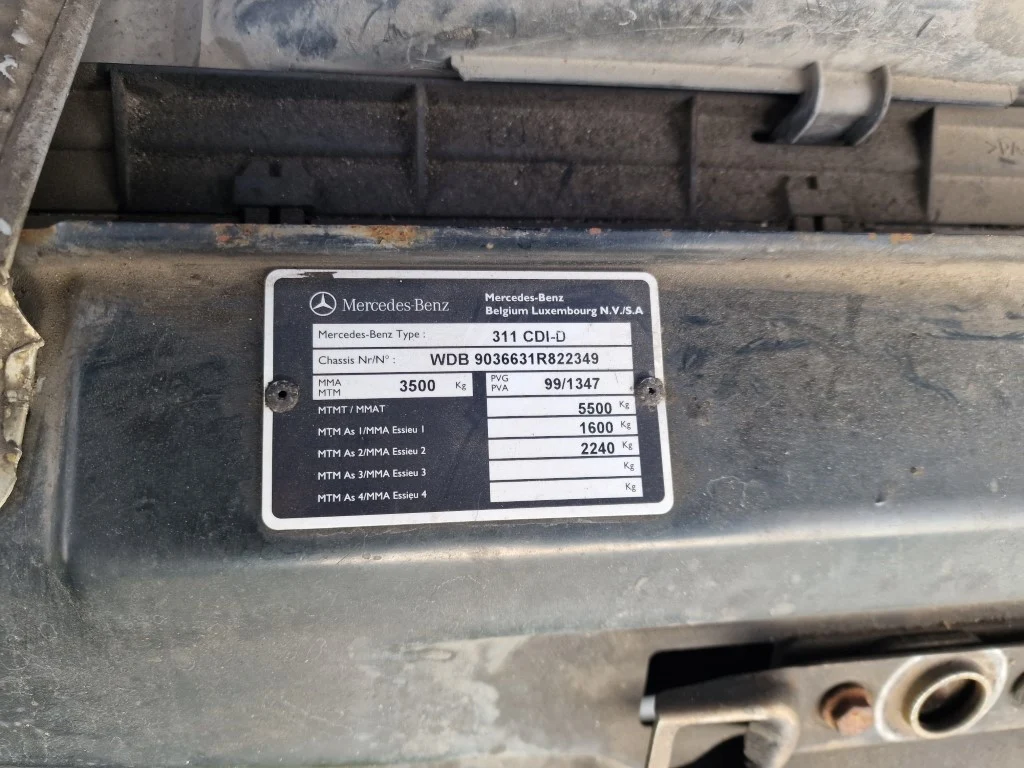 Mercedes-Benz
Mercedes-Benz
Belgium Luxembourg N.V./S.A
Mercedes-Benz Type : 311 CDI-D
Chassis Nr/N° : WDB 9036631R822349
MMA
MTM
3500 Kg
PVG
PVA
99/1347
MTMT / MMAT 5500 Kg
MTM As 1/MMA Essieu 1 1600 Kg
MTM As 2/MMA Essieu 2 2240 Kg
MTM As 3/MMA Essieu 3 Kg
MTM As 4/MMA Essieu 4 Kg